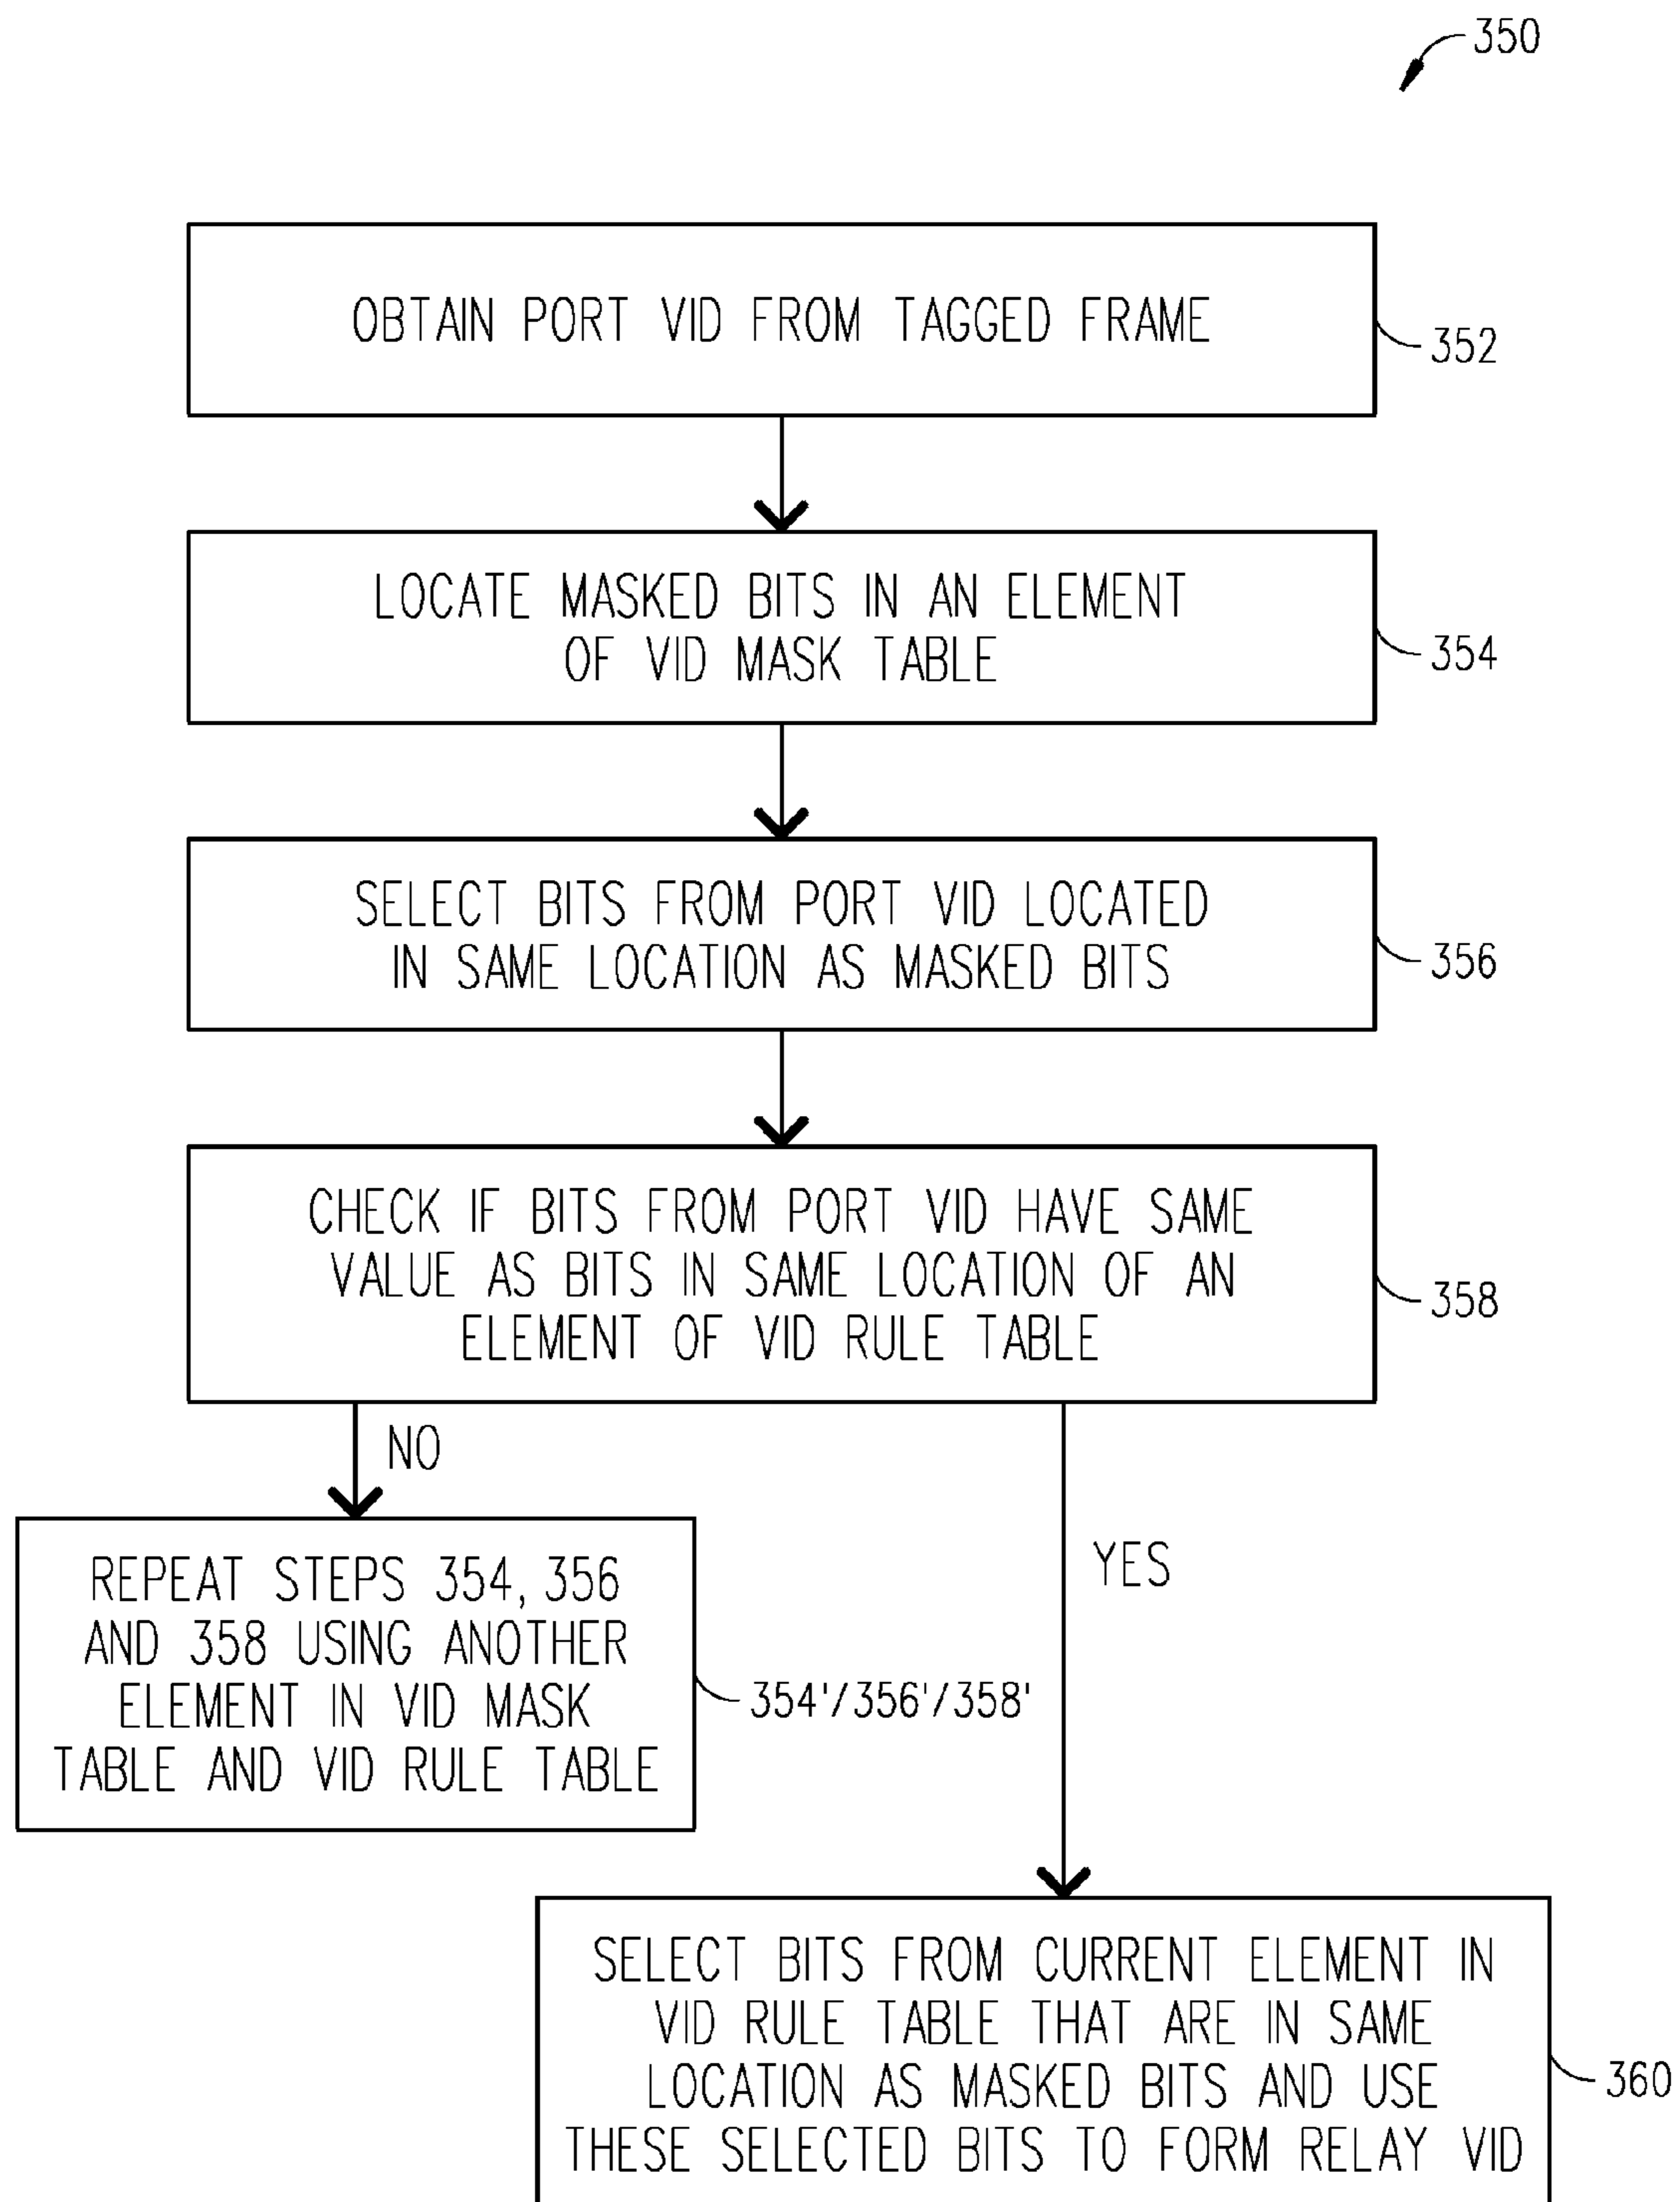 350
OBTAIN PORT VID FROM TAGGED FRAME
352
LOCATE MASKED BITS IN AN ELEMENT
OF VID MASK TABLE
354
SELECT BITS FROM PORT VID LOCATED
IN SAME LOCATION AS MASKED BITS
356
CHECK IF BITS FROM PORT VID HAVE SAME
VALUE AS BITS IN SAME LOCATION OF AN
ELEMENT OF VID RULE TABLE
358
NO
YES
REPEAT STEPS 354, 356
AND 358 USING ANOTHER
ELEMENT IN VID MASK
TABLE AND VID RULE TABLE
354'/356'/358'
SELECT BITS FROM CURRENT ELEMENT IN
VID RULE TABLE THAT ARE IN SAME
LOCATION AS MASKED BITS AND USE
THESE SELECTED BITS TO FORM RELAY VID
360